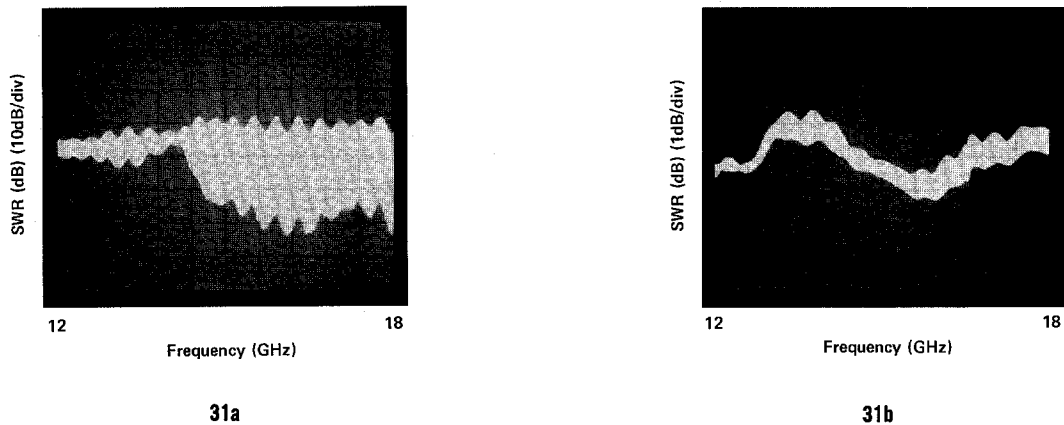 SWR (dB) (10dB/div)
12
18
Frequency (GHz)
31a
SWR (dB) (1dB/div)
12
18
Frequency (GHz)
31b